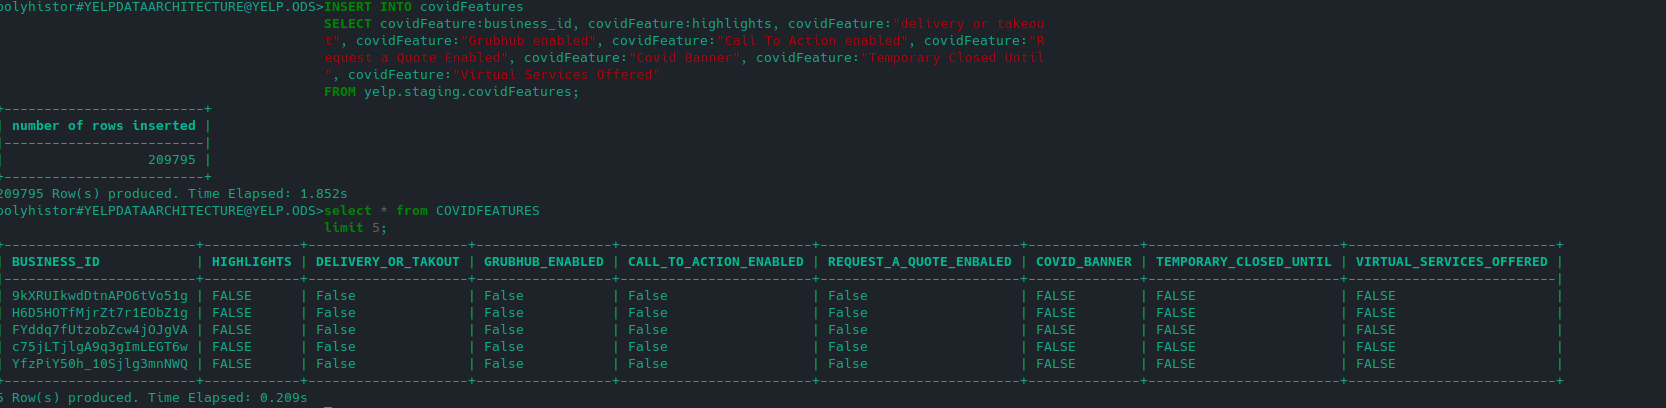 polyhistor#YELPDATAARCHITECTURE@YELP.ODS>INSERT INTO covidFeatures
SELECT covidFeature:business_id, covidFeature:highlights, covidFeature:"delivery or takeou
t", covidFeature:"Grubhub enabled", covidFeature:"Call To Action enabled", covidFeature:"R
equest a Quote Enabled", covidFeature:"Covid Banner", covidFeature:"Temporary Closed Until
", covidFeature:"Virtual Services Offered"
FROM yelp.staging.covidFeatures;
+-------------------------+
| number of rows inserted |
|-------------------------|
| 209795 |
+-------------------------+
209795 Row(s) produced. Time Elapsed: 1.852s
polyhistor#YELPDATAARCHITECTURE@YELP.ODS>select * from COVIDFEATURES
limit 5;
+------------------------+------------+--------------------+-----------------+------------------------+-------------------------+--------------+------------------------+--------------------------+
| BUSINESS_ID | HIGHLIGHTS | DELIVERY_OR_TAKOUT | GRUBHUB_ENABLED | CALL_TO_ACTION_ENABLED | REQUEST_A_QUOTE_ENBALED | COVID_BANNER | TEMPORARY_CLOSED_UNTIL | VIRTUAL_SERVICES_OFFERED |
|------------------------+------------+--------------------+-----------------+------------------------+-------------------------+--------------+------------------------+--------------------------|
| 9kXRUIkwdDtnAPO6tVo51g | FALSE | False | False | False | False | FALSE | FALSE | FALSE |
| H6D5HOTfMjrZt7r1EObZ1g | FALSE | False | False | False | False | FALSE | FALSE | FALSE |
| FYddq7fUtzobZcw4jOJgVA | FALSE | False | False | False | False | FALSE | FALSE | FALSE |
| c75jLTjlgA9q3gImLEGT6w | FALSE | False | False | False | False | FALSE | FALSE | FALSE |
| YfzPiY50h_10Sjlg3mnNWQ | FALSE | False | False | False | False | FALSE | FALSE | FALSE |
+------------------------+------------+--------------------+-----------------+------------------------+-------------------------+--------------+------------------------+--------------------------+
5 Row(s) produced. Time Elapsed: 0.209s